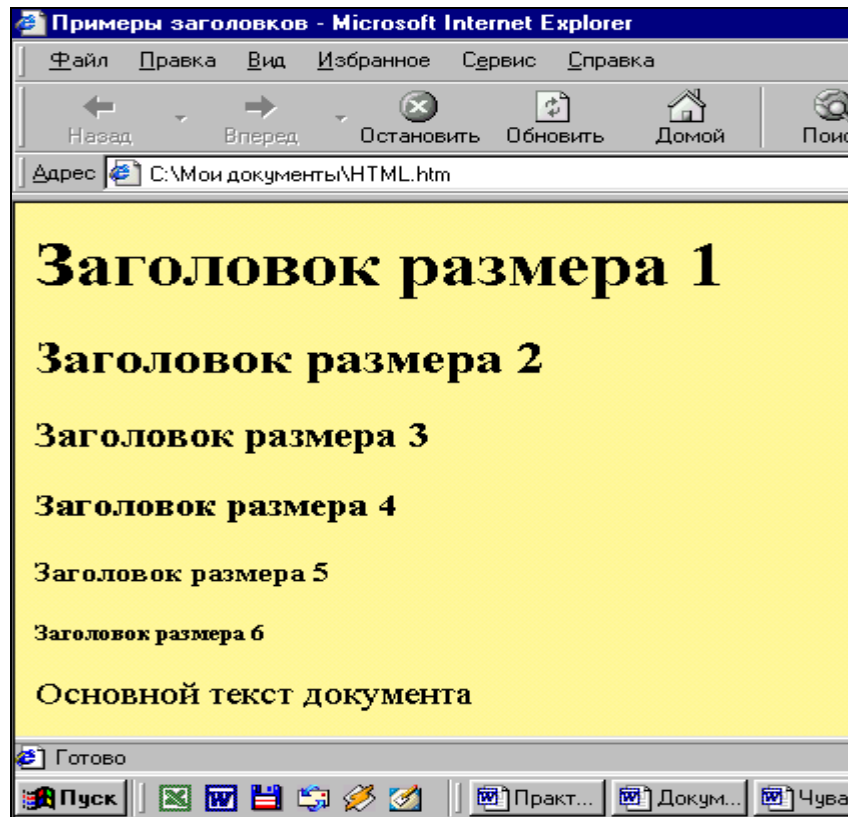 Примеры заголовков - Microsoft Internet Explorer
Файл Правка Вид Избранное Сервис Справка
Назад Вперед Остановить Обновить Домой
Адрес C:\Мои документы\HTML.htm
Заголовок размера 1
Заголовок размера 2
Заголовок размера 3
Заголовок размера 4
Заголовок размера 5
Заголовок размера 6
Основной текст документа
Готово
Пуск Практ... Докум... Чува